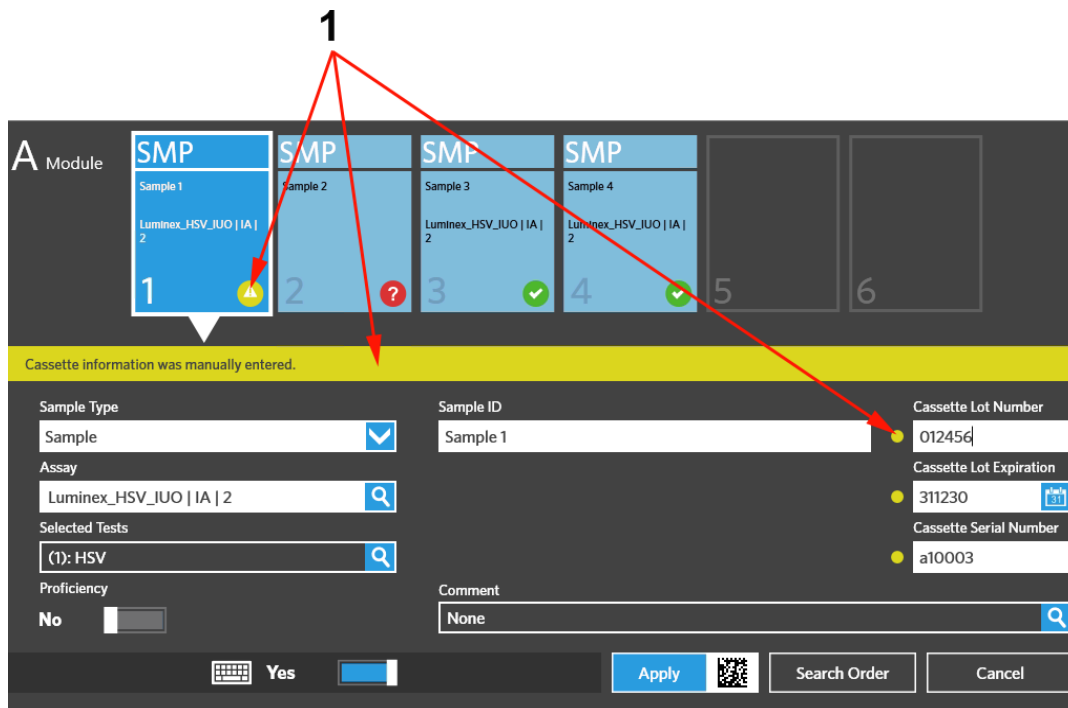 1
A Module
SMP
Sample 1
Luminex_HSV_IUO | IA |
2
1
SMP
Sample 2
2
?
SMP
Sample 3
Luminex_HSV_IUO | IA |
2
3
SMP
Sample 4
Luminex_HSV_IUO | IA |
2
4
5
6
Cassette information was manually entered.
Sample Type
Sample
Assay
Luminex_HSV_IUO | IA | 2
Selected Tests
(1): HSV
Proficiency
No
Sample ID
Sample 1
Comment
None
Cassette Lot Number
012456
Cassette Lot Expiration
311230
31
Cassette Serial Number
a10003
Yes
Apply
Search Order
Cancel